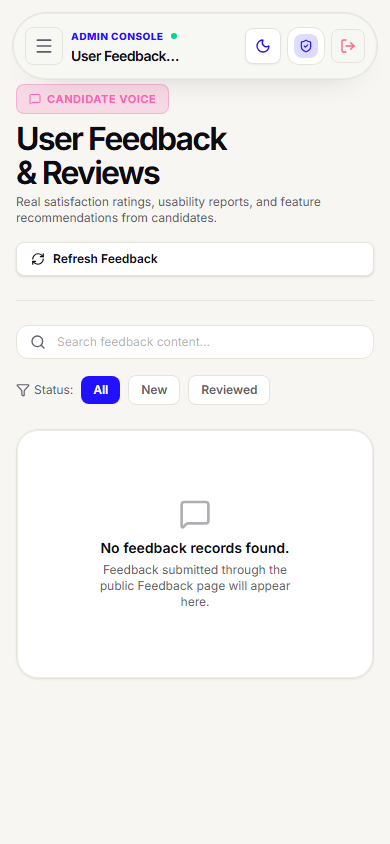 ADMIN CONSOLE
User Feedback...
CANDIDATE VOICE
User Feedback
& Reviews
Real satisfaction ratings, usability reports, and feature
recommendations from candidates.
Refresh Feedback
Search feedback content...
Status: All New Reviewed
No feedback records found.
Feedback submitted through the
public Feedback page will appear
here.